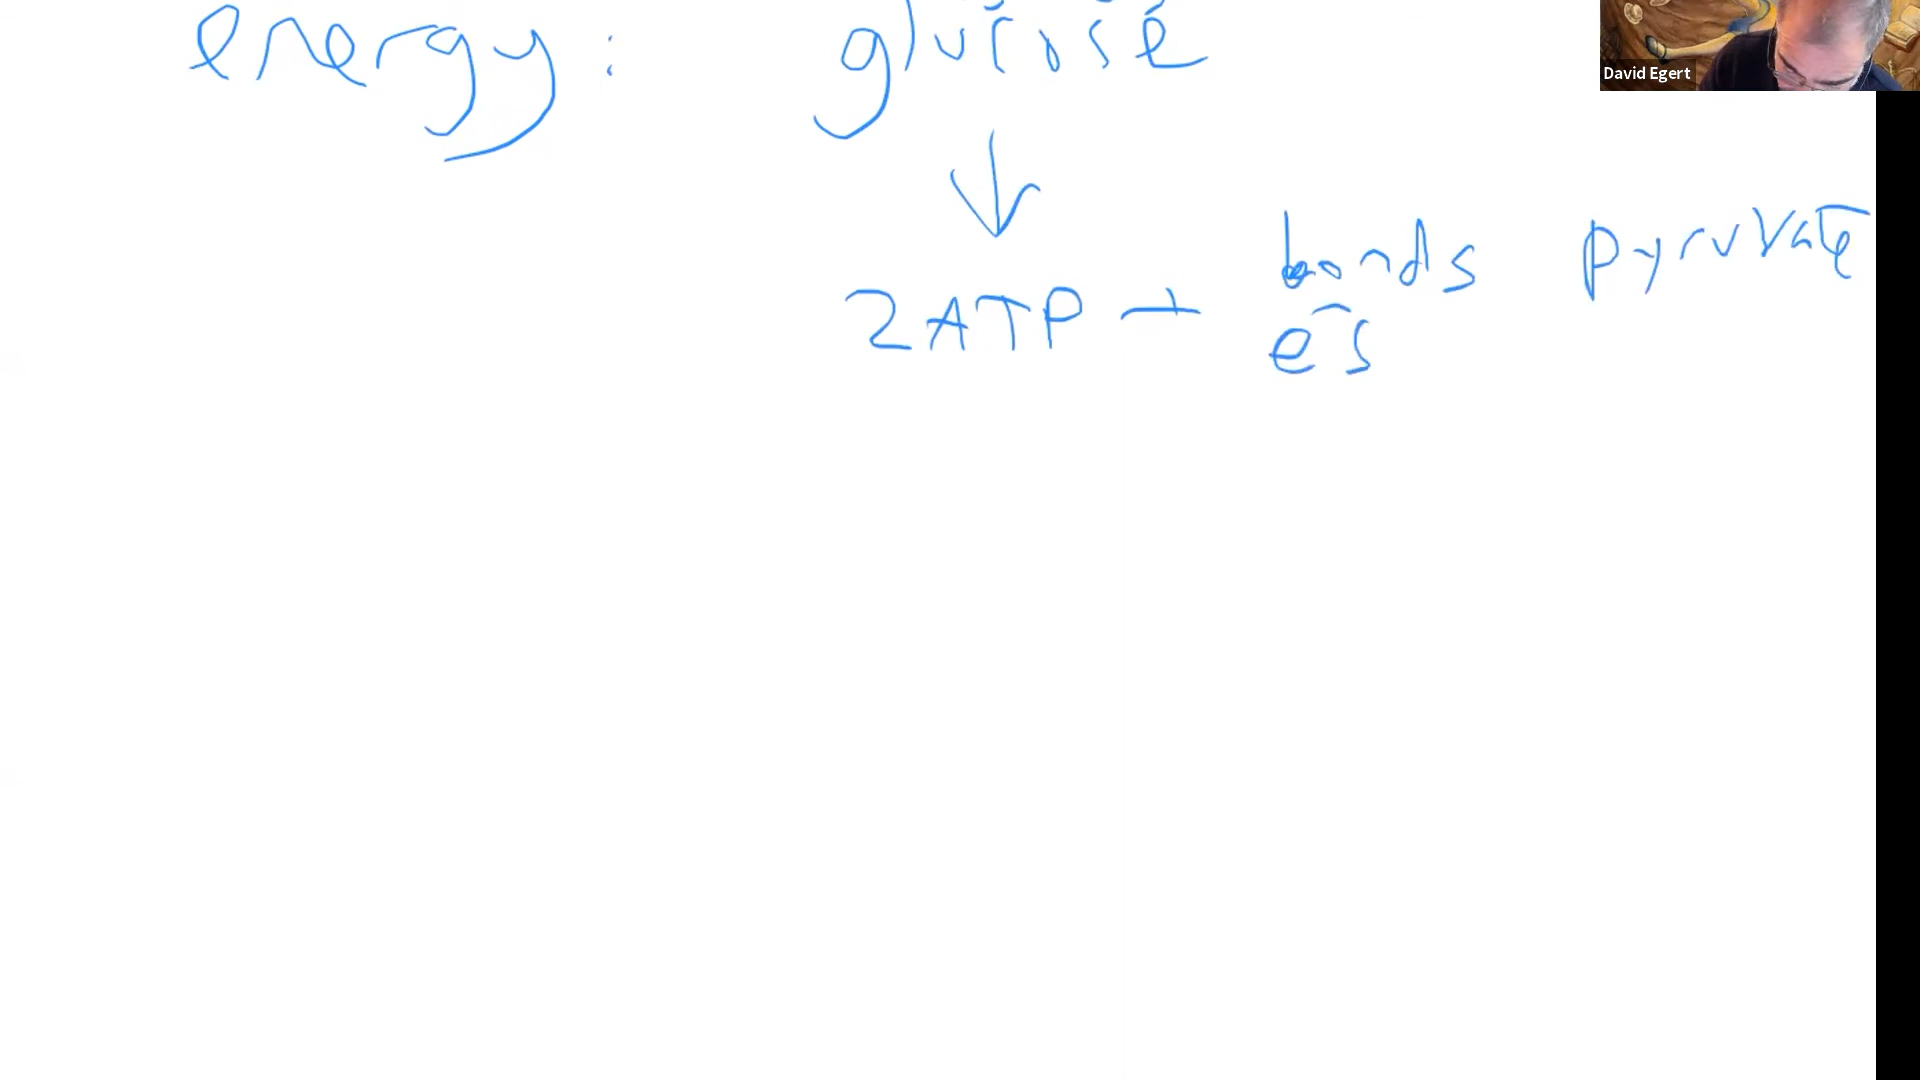 energy: glucose
David Egert
bonds pyruvate
2ATP +
e⁻s